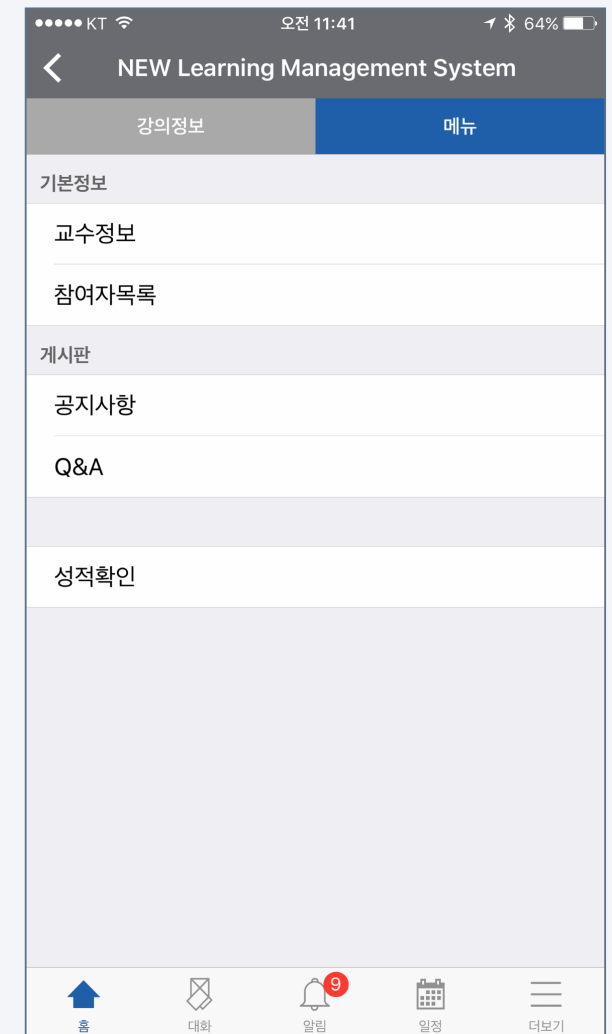 KT 오전 11:41 64%
NEW Learning Management System
강의정보 메뉴
기본정보
교수정보
참여자목록
게시판
공지사항
Q&A
성적확인
9
홈 대화 알림 일정 더보기